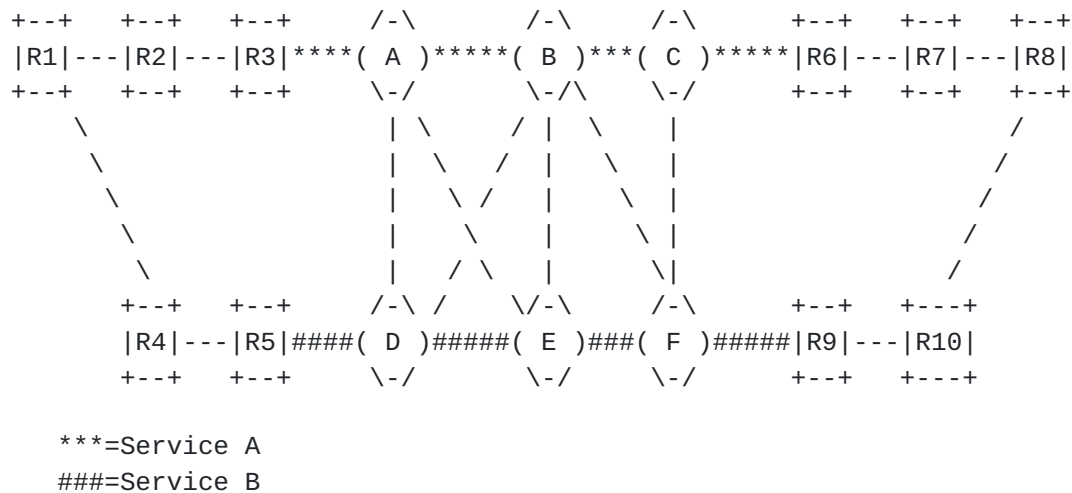 +--+   +--+   +--+     /-\       /-\     /-\      +--+   +--+   +--+
|R1|---|R2|---|R3|****( A )*****( B )***( C )*****|R6|---|R7|---|R8|
+--+   +--+   +--+     \-/       \-/\    \-/      +--+   +--+   +--+
    \                   | \     / |  \    |                     /
     \                  |  \   /  |   \   |                    /
      \                 |   \ /   |    \  |                   /
       \                |    \    |     \ |                  /
        \               |   / \   |      \|                 /
       +--+   +--+     /-\ /    \/-\     /-\      +--+   +---+
       |R4|---|R5|####( D )#####( E )###( F )#####|R9|---|R10|
       +--+   +--+     \-/       \-/     \-/      +--+   +---+
***=Service A
###=Service B